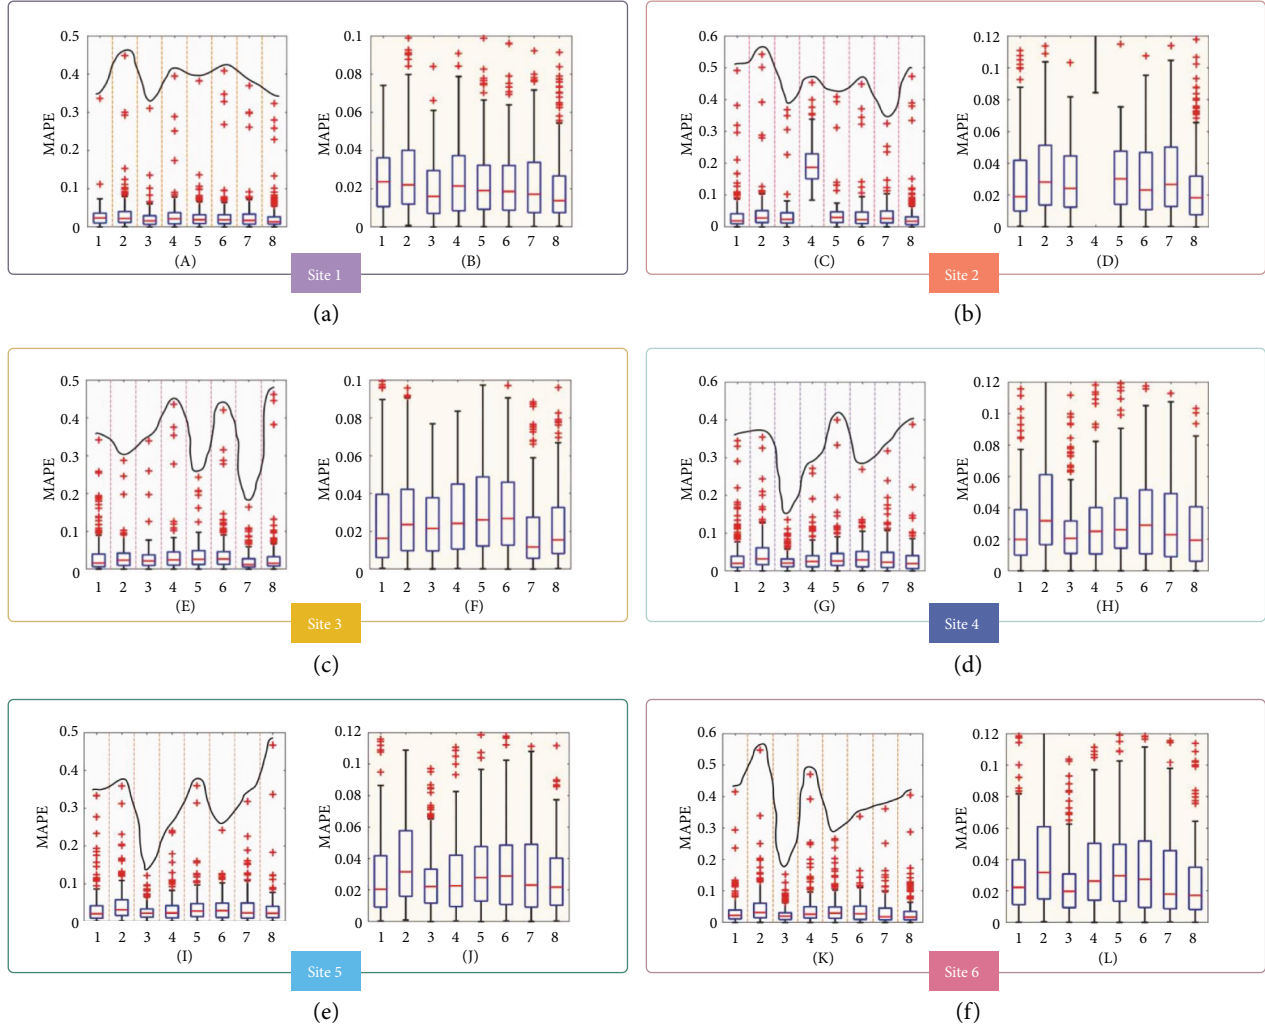 MAPE
0.5
0.4
0.3
0.2
0.1
0
1 2 3 4 5 6 7 8
(A)
MAPE
0.1
0.08
0.06
0.04
0.02
0
1 2 3 4 5 6 7 8
(B)
Site 1
(a)
MAPE
0.6
0.5
0.4
0.3
0.2
0.1
0
1 2 3 4 5 6 7 8
(C)
MAPE
0.12
0.1
0.08
0.06
0.04
0.02
0
1 2 3 4 5 6 7 8
(D)
Site 2
(b)
MAPE
0.5
0.4
0.3
0.2
0.1
0
1 2 3 4 5 6 7 8
(E)
MAPE
0.1
0.08
0.06
0.04
0.02
0
1 2 3 4 5 6 7 8
(F)
Site 3
(c)
MAPE
0.6
0.5
0.4
0.3
0.2
0.1
0
1 2 3 4 5 6 7 8
(G)
MAPE
0.12
0.1
0.08
0.06
0.04
0.02
0
1 2 3 4 5 6 7 8
(H)
Site 4
(d)
MAPE
0.5
0.4
0.3
0.2
0.1
0
1 2 3 4 5 6 7 8
(I)
MAPE
0.12
0.1
0.08
0.06
0.04
0.02
0
1 2 3 4 5 6 7 8
(J)
Site 5
(e)
MAPE
0.6
0.5
0.4
0.3
0.2
0.1
0
1 2 3 4 5 6 7 8
(K)
MAPE
0.12
0.1
0.08
0.06
0.04
0.02
0
1 2 3 4 5 6 7 8
(L)
Site 6
(f)